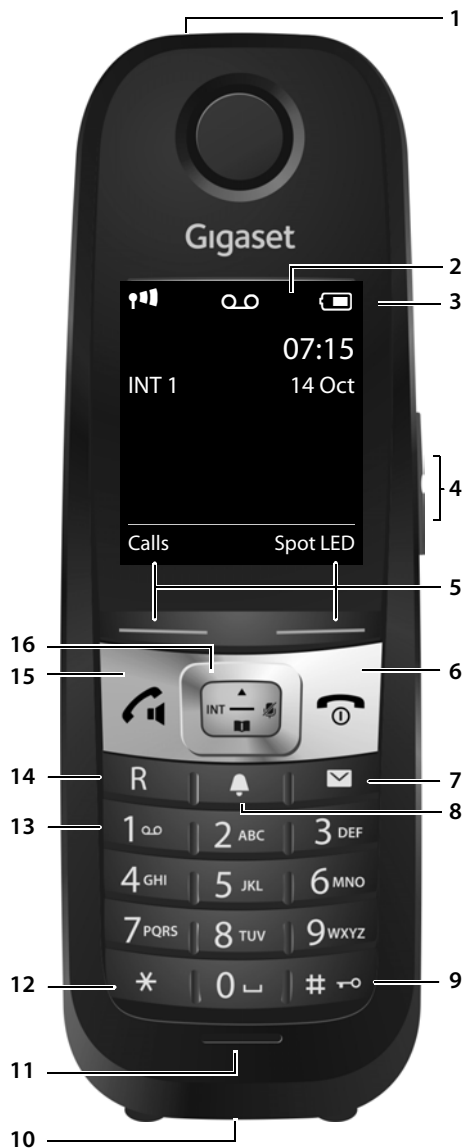 1
Gigaset
2
3
07:15
INT 1
14 Oct
4
Calls
Spot LED
5
16
15
6
INT
14
R
7
8
13
1
2 ABC
3 DEF
4 GHI
5 JKL
6 MNO
7 PQRS
8 TUV
9 WXYZ
12
*
0
#
9
11
10